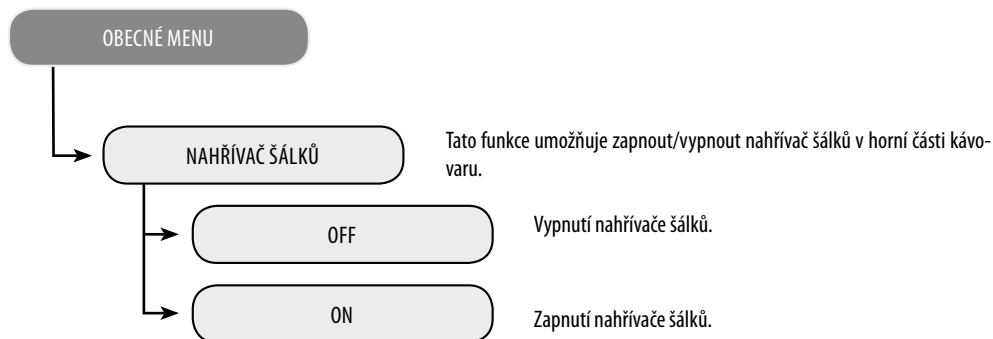 OBECNÉ MENU
NAHŘÍVAČ ŠÁLKŮ
Tato funkce umožňuje zapnout/vypnout nahřívač šálků v horní části kávo-
varu.
OFF
Vypnutí nahřívače šálků.
ON
Zapnutí nahřívače šálků.